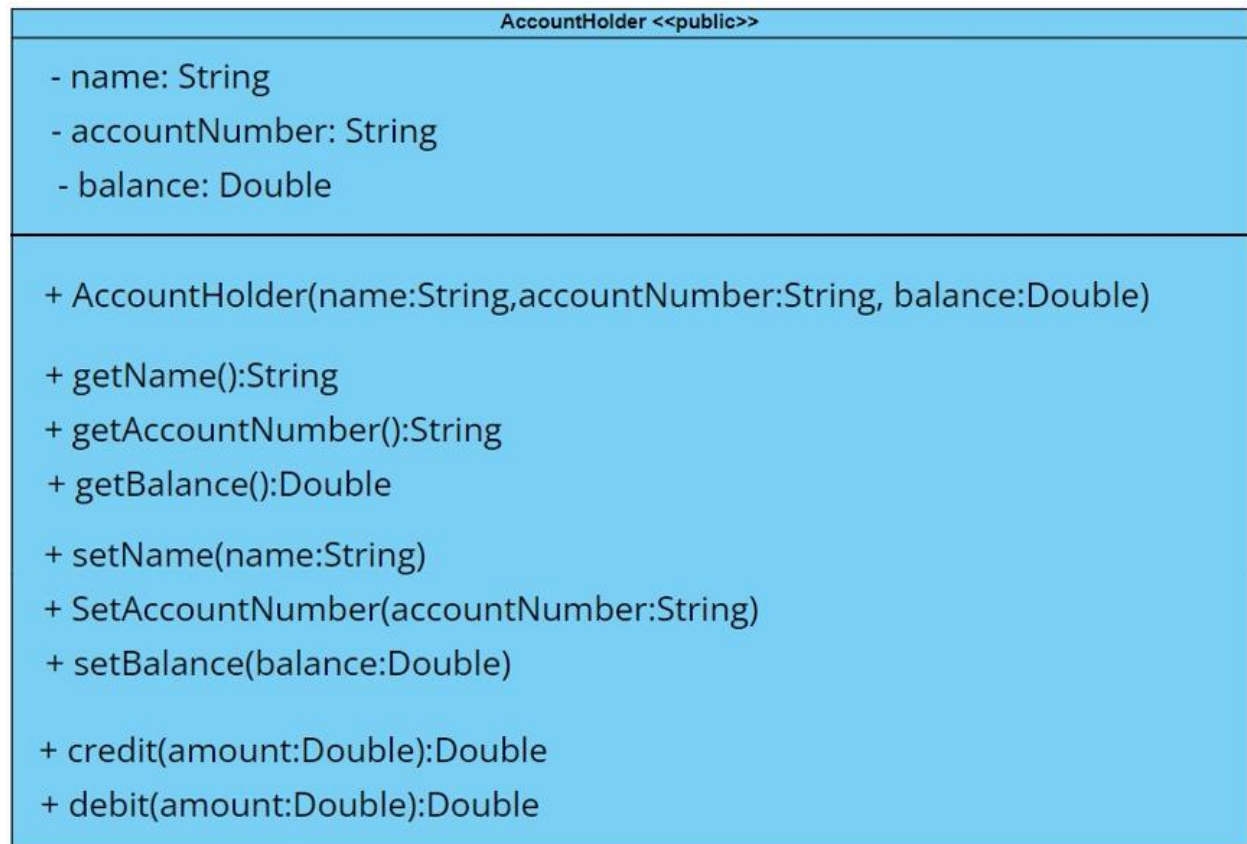 AccountHolder <<public>>
- name: String
- accountNumber: String
- balance: Double
+ AccountHolder(name:String,accountNumber:String, balance:Double)
+ getName():String
+ getAccountNumber():String
+ getBalance():Double
+ setName(name:String)
+ SetAccountNumber(accountNumber:String)
+ setBalance(balance:Double)
+ credit(amount:Double):Double
+ debit(amount:Double):Double